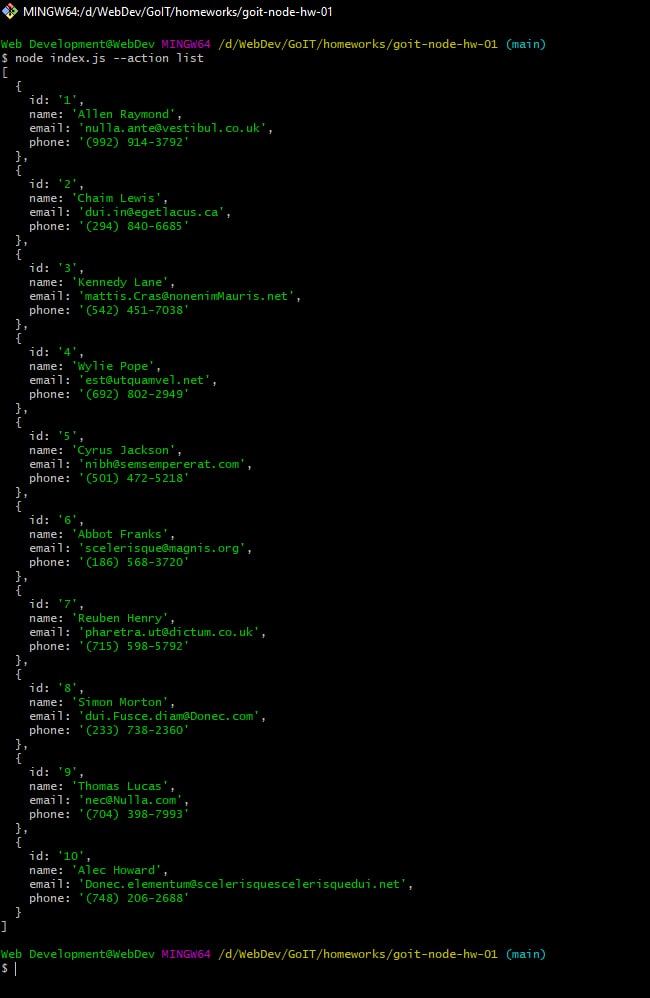 MINGW64:/d/WebDev/GoIT/homeworks/goit-node-hw-01
Web Development@WebDev MINGW64 /d/WebDev/GoIT/homeworks/goit-node-hw-01 (main)
$ node index.js --action list
[
  {
    id: '1',
    name: 'Allen Raymond',
    email: 'nulla.ante@vestibul.co.uk',
    phone: '(992) 914-3792'
  },
  {
    id: '2',
    name: 'Chaim Lewis',
    email: 'dui.in@egetlacus.ca',
    phone: '(294) 840-6685'
  },
  {
    id: '3',
    name: 'Kennedy Lane',
    email: 'mattis.Cras@nonenimMauris.net',
    phone: '(542) 451-7038'
  },
  {
    id: '4',
    name: 'Wylie Pope',
    email: 'est@utquamvel.net',
    phone: '(692) 802-2949'
  },
  {
    id: '5',
    name: 'Cyrus Jackson',
    email: 'nibh@semsempererat.com',
    phone: '(501) 472-5218'
  },
  {
    id: '6',
    name: 'Abbot Franks',
    email: 'scelerisque@magnis.org',
    phone: '(186) 568-3720'
  },
  {
    id: '7',
    name: 'Reuben Henry',
    email: 'pharetra.ut@dictum.co.uk',
    phone: '(715) 598-5792'
  },
  {
    id: '8',
    name: 'Simon Morton',
    email: 'dui.Fusce.diam@Donec.com',
    phone: '(233) 738-2360'
  },
  {
    id: '9',
    name: 'Thomas Lucas',
    email: 'nec@Nulla.com',
    phone: '(704) 398-7993'
  },
  {
    id: '10',
    name: 'Alec Howard',
    email: 'Donec.elementum@scelerisquescelerisquedui.net',
    phone: '(748) 206-2688'
  }
]
Web Development@WebDev MINGW64 /d/WebDev/GoIT/homeworks/goit-node-hw-01 (main)
$